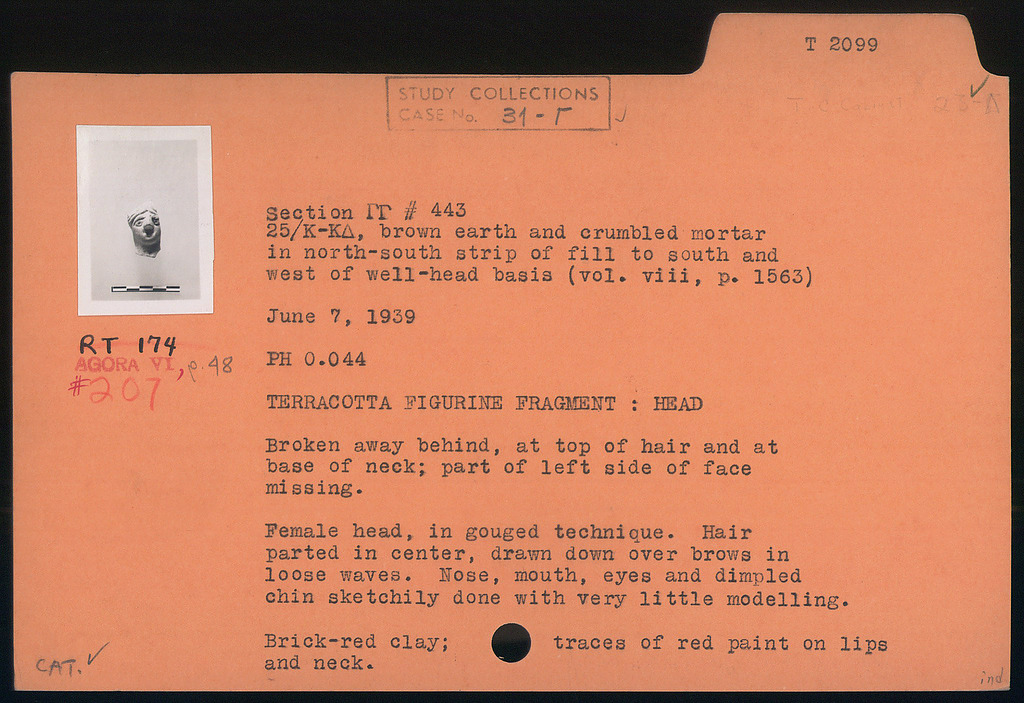 T 2099
STUDY COLLECTIONS
CASE No. 31-Γ
Section ΓΓ # 443
25/Κ-ΚΔ, brown earth and crumbled mortar
in north-south strip of fill to south and
west of well-head basis (vol. viii, p. 1563)
June 7, 1939
RT 174
AGORA VI, p. 48
#207
PH 0.044
TERRACOTTA FIGURINE FRAGMENT : HEAD
Broken away behind, at top of hair and at
base of neck; part of left side of face
missing.
Female head, in gouged technique. Hair
parted in center, drawn down over brows in
loose waves. Nose, mouth, eyes and dimpled
chin sketchily done with very little modelling.
Brick-red clay; traces of red paint on lips
and neck.
CAT. ✓
ind